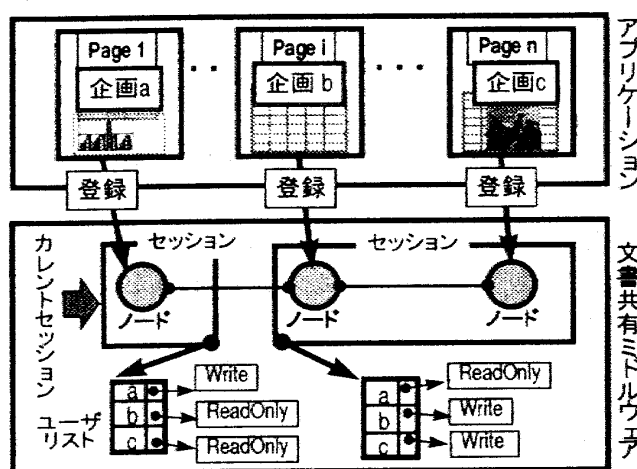 Page 1
企画a
・・
Page i
企画 b
・・・
Page n
企画c
アプリケーション
登録
登録
登録
カレントセッション
セッション
セッション
ノード
ノード
ノード
文書共有ミドルウェア
ユーザ
リスト
a
Write
b
ReadOnly
c
ReadOnly
a
ReadOnly
b
Write
c
Write